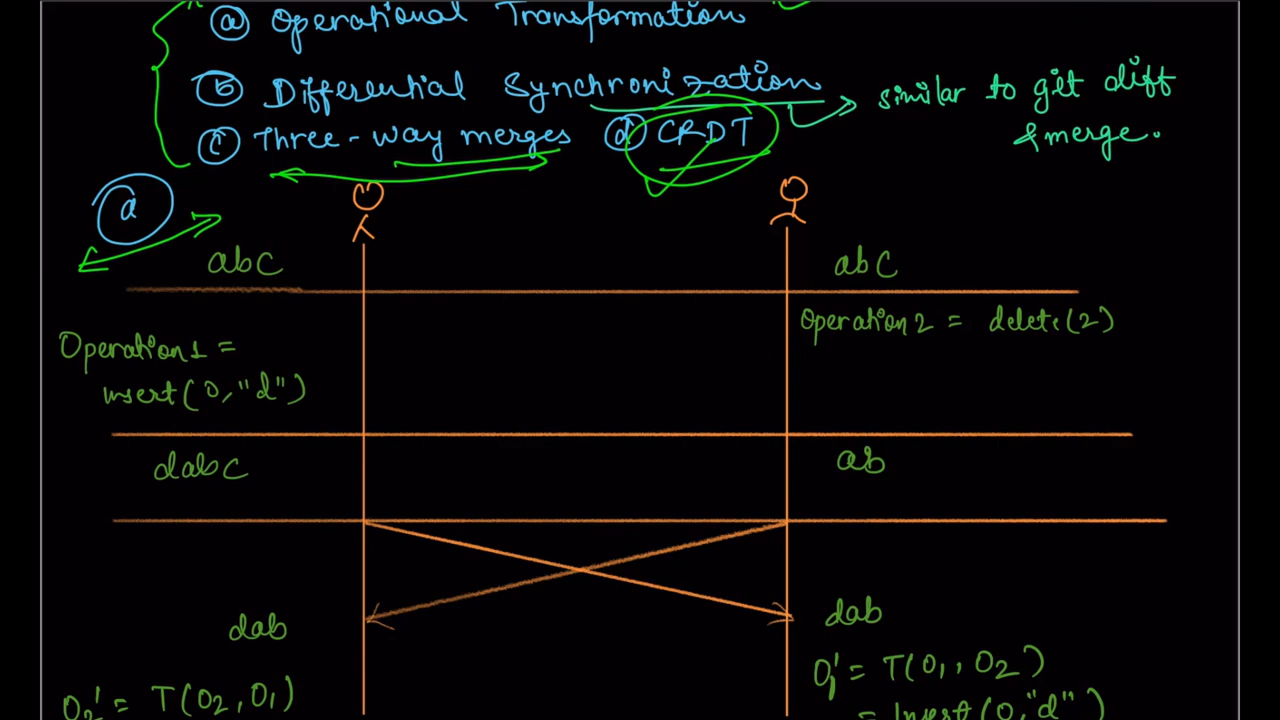 (a) Operational Transformation
(b) Differential Synchronization
similar to git diff
& merge.
(c) Three-way merges (d) CRDT
a
abc abc
Operation1 =
insert(0,"d")
Operation2 = delete(2)
dabc ab
dab dab
O1' = T(O1, O2)
= Insert(0,"d")
O2' = T(O2, O1)